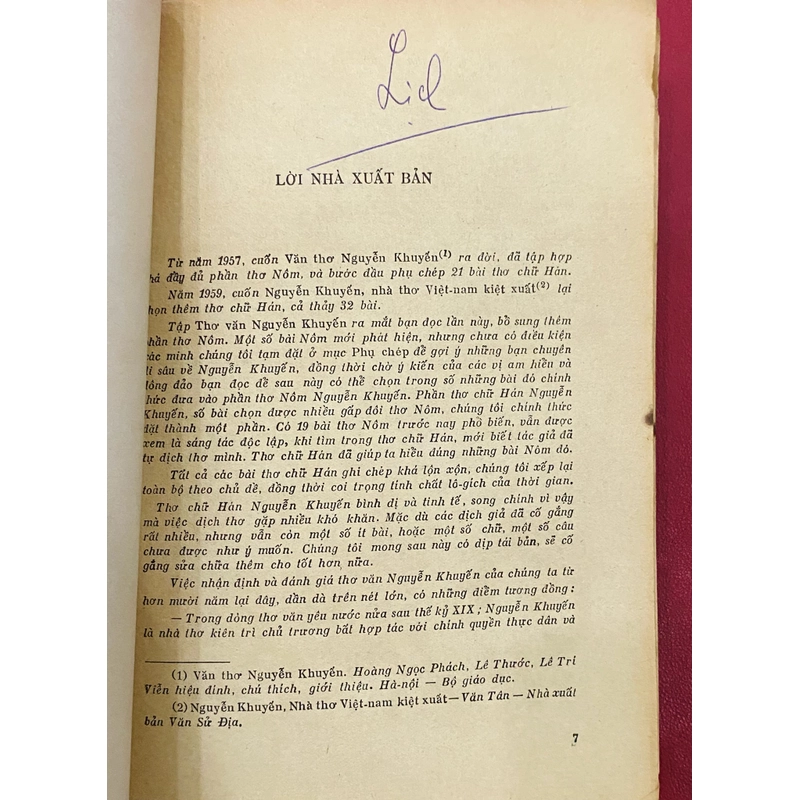 Lịch
LỜI NHÀ XUẤT BẢN
Từ năm 1957, cuốn Văn thơ Nguyễn Khuyến(1) ra đời, đã tập hợp
khá đầy đủ phần thơ Nôm, và bước đầu phụ chép 21 bài thơ chữ Hán.
Năm 1959, cuốn Nguyễn Khuyến, nhà thơ Việt-nam kiệt xuất(2) lại
chọn thêm thơ chữ Hán, cả thảy 32 bài.
Tập Thơ văn Nguyễn Khuyến ra mắt bạn đọc lần này, bổ sung thêm
phần thơ Nôm. Một số bài Nôm mới phát hiện, nhưng chưa có điều kiện
xác minh chúng tôi tạm đặt ở mục Phụ chép để gợi ý những bạn chuyên
đi sâu về Nguyễn Khuyến, đồng thời chờ ý kiến của các vị am hiểu và
đông đảo bạn đọc để sau này có thể chọn trong số những bài đó chính
thức đưa vào phần thơ Nôm Nguyễn Khuyến. Phần thơ chữ Hán Nguyễn
Khuyến, số bài chọn được nhiều gấp đôi thơ Nôm, chúng tôi chính thức
đặt thành một phần. Có 19 bài thơ Nôm trước nay phổ biến, vẫn được
xem là sáng tác độc lập, khi tìm trong thơ chữ Hán, mới biết tác giả đã
tự dịch thơ mình. Thơ chữ Hán đã giúp ta hiểu đúng những bài Nôm đó.
Tất cả các bài thơ chữ Hán ghi chép khá lộn xộn, chúng tôi xếp lại
toàn bộ theo chủ đề, đồng thời coi trọng tính chất lô-gích của thời gian.
Thơ chữ Hán Nguyễn Khuyến bình dị và tinh tế, song chính vì vậy
mà việc dịch thơ gặp nhiều khó khăn. Mặc dù các dịch giả đã cố gắng
rất nhiều, nhưng vẫn còn một số ít bài, hoặc một số chữ, một số câu
chưa được như ý muốn. Chúng tôi mong sau này có dịp tái bản, sẽ cố
gắng sửa chữa thêm cho tốt hơn nữa.
Việc nhận định và đánh giá thơ văn Nguyễn Khuyến của chúng ta từ
hơn mười năm lại đây, dần dà trên nét lớn, có những điểm tương đồng :
— Trong dòng thơ văn yêu nước nửa sau thế kỷ XIX ; Nguyễn Khuyến
là nhà thơ kiên trì chủ trương bất hợp tác với chính quyền thực dân và
(1) Văn thơ Nguyễn Khuyến. Hoàng Ngọc Phách, Lê Thước, Lê Trí
Viễn hiệu đính, chú thích, giới thiệu. Hà-nội — Bộ giáo dục.
(2) Nguyễn Khuyến, Nhà thơ Việt-nam kiệt xuất — Văn Tân — Nhà xuất
bản Văn Sử Địa.
7